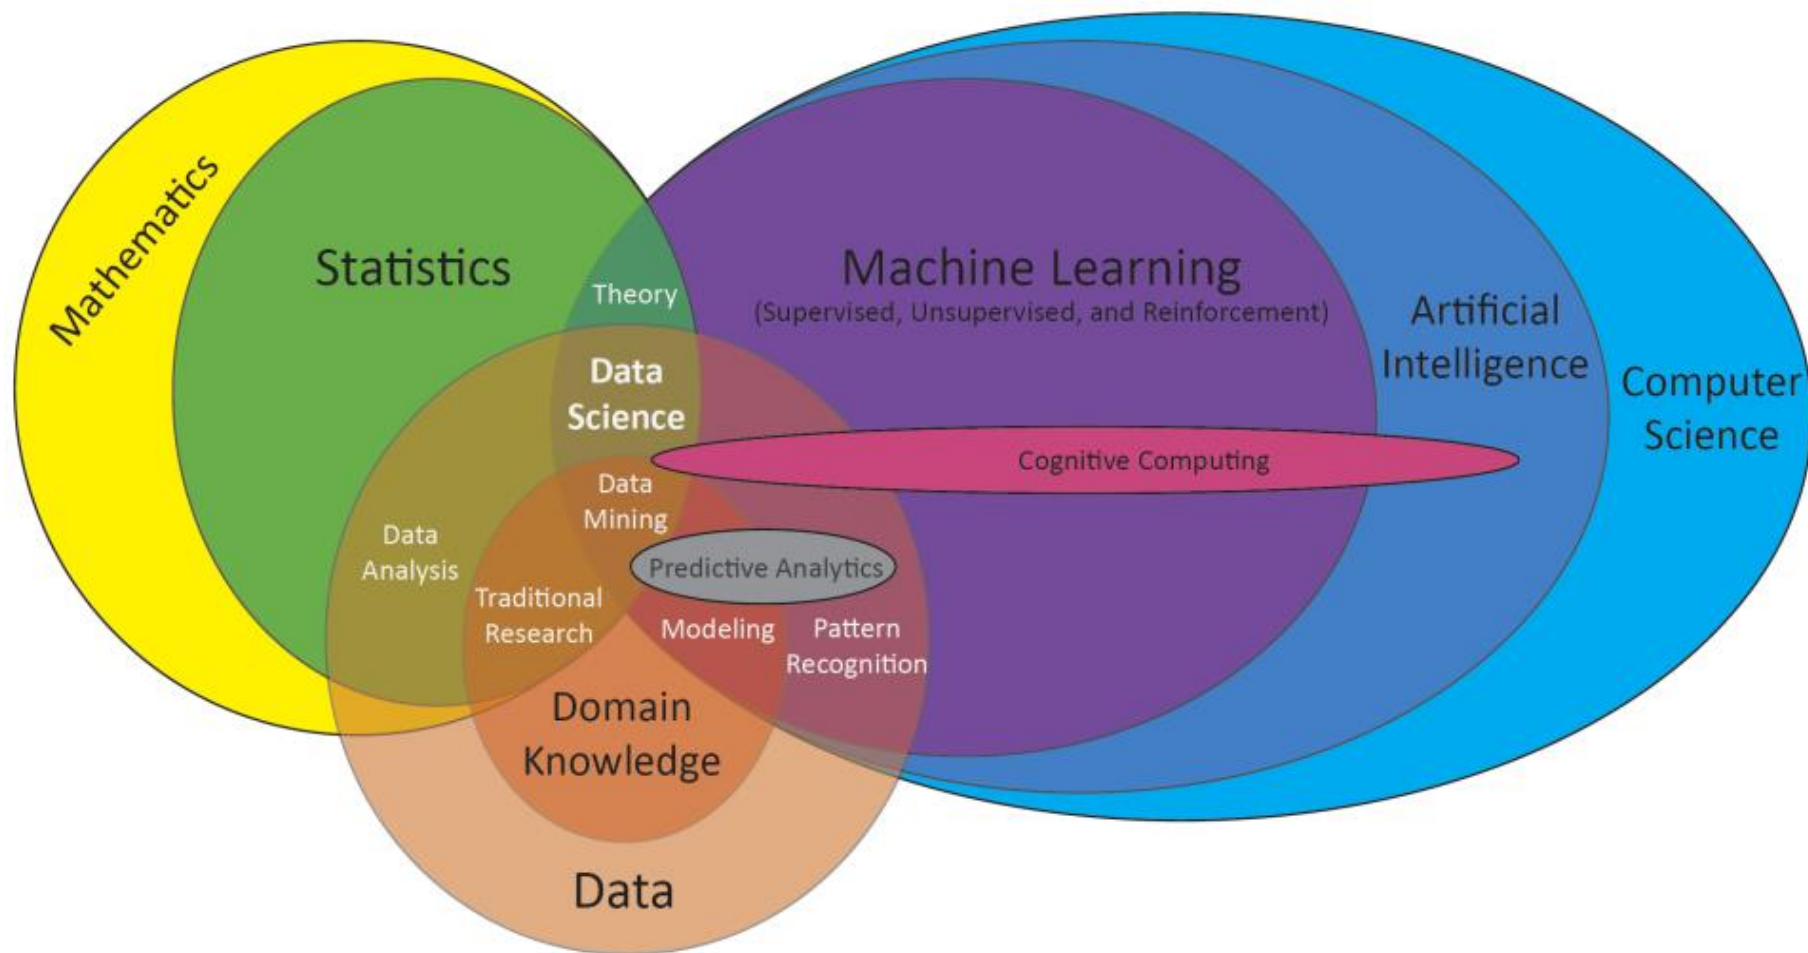 Mathematics
Statistics
Theory
Machine Learning
(Supervised, Unsupervised, and Reinforcement)
Artificial
Intelligence
Computer
Science
Data
Science
Cognitive Computing
Data
Mining
Data
Analysis
Predictive Analytics
Traditional
Research
Modeling
Pattern
Recognition
Domain
Knowledge
Data